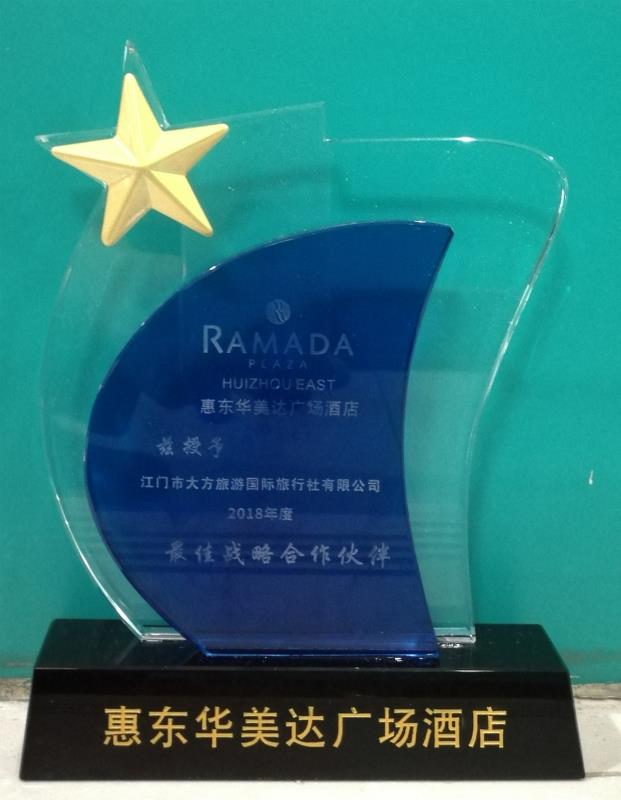 RAMADA
PLAZA
HUIZHOU EAST
惠东华美达广场酒店
兹授予
江门市大方旅游国际旅行社有限公司
2018年度
最佳战略合作伙伴
惠东华美达广场酒店